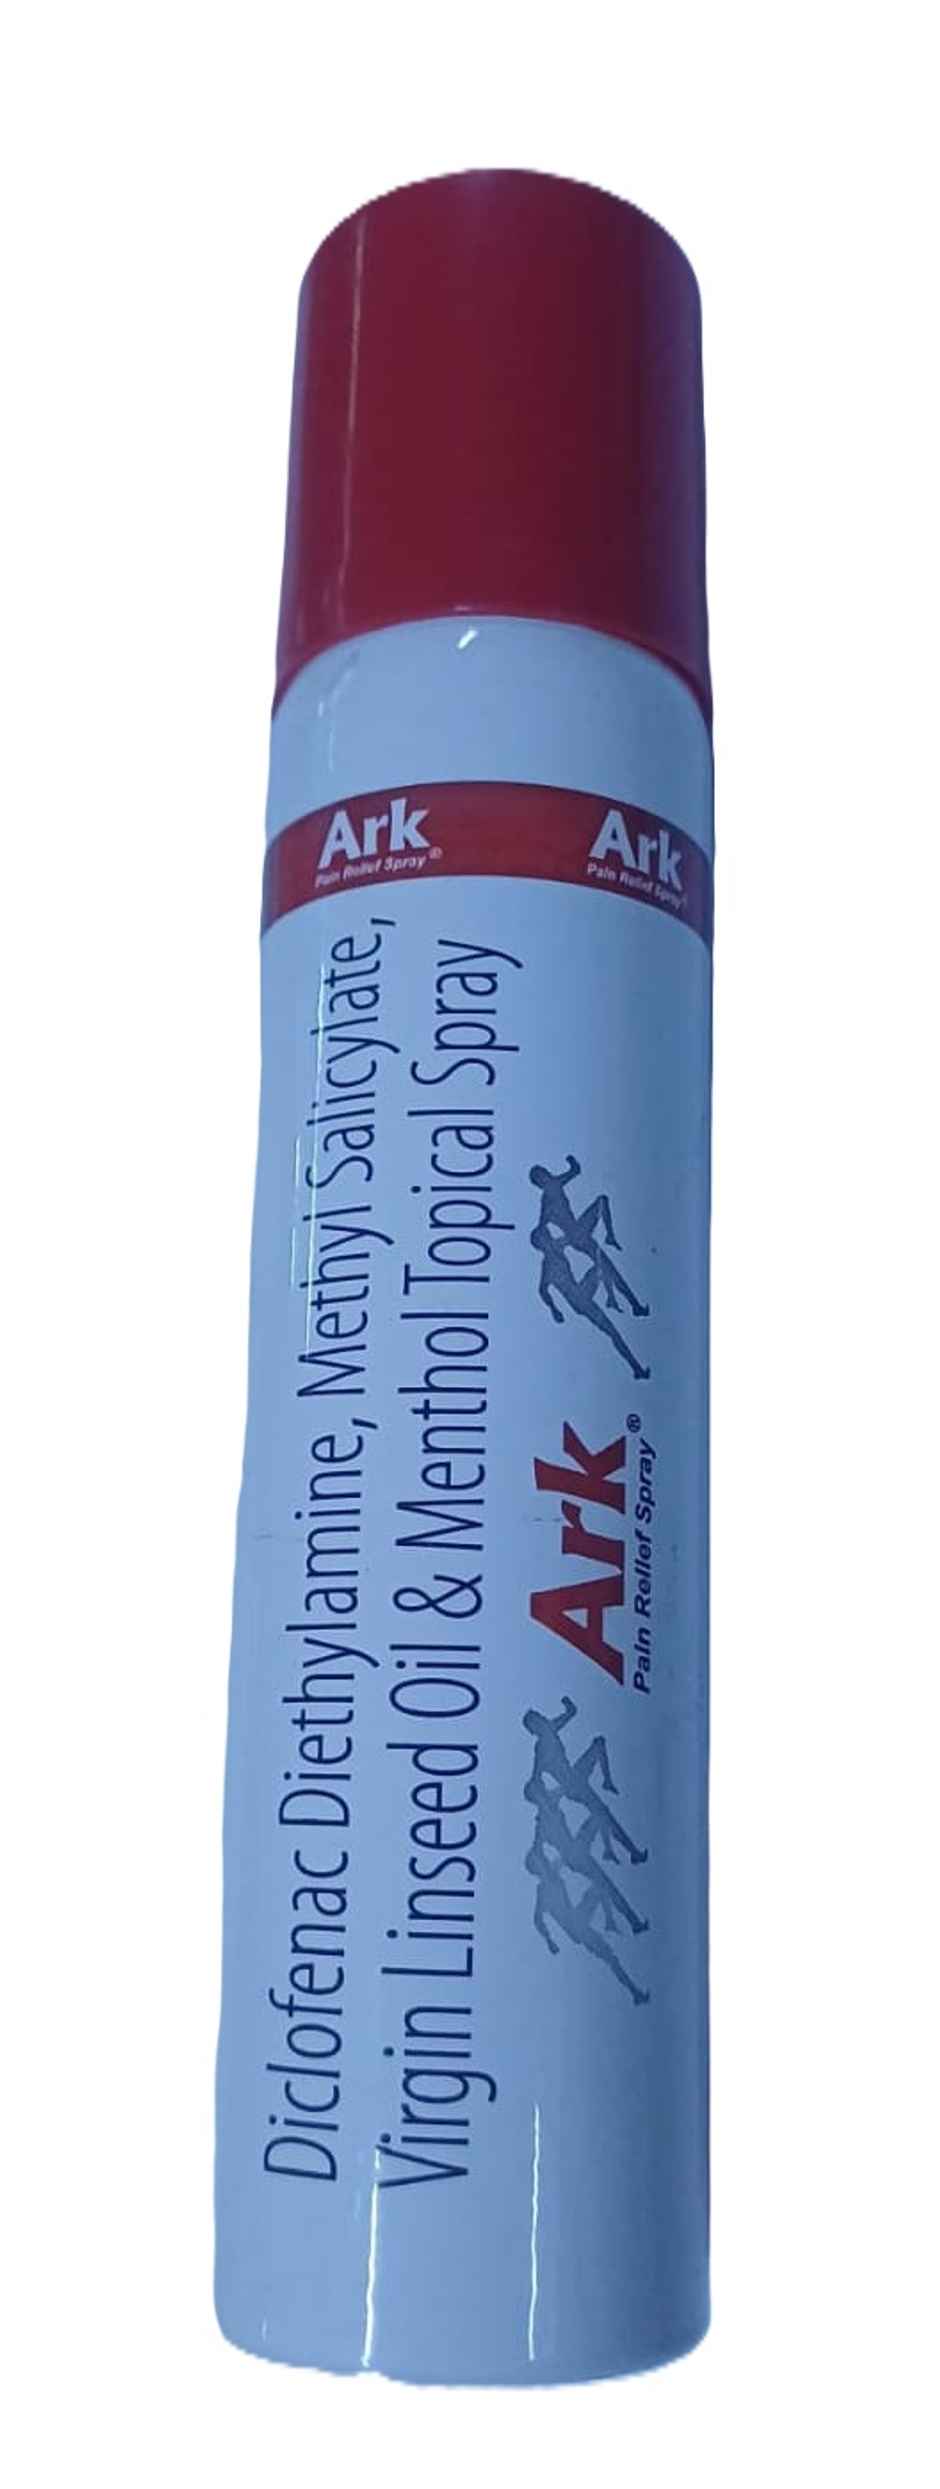 Ark
Pain Relief Spray®
Ark
Pain Relief Spray®
Diclofenac Diethylamine, Methyl Salicylate,
Virgin Linseed Oil & Menthol Topical Spray
Ark
Pain Relief Spray®